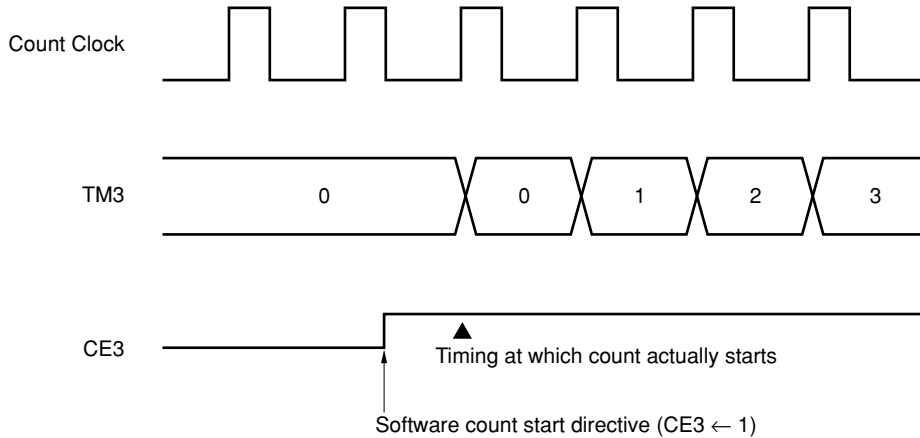 Count Clock
TM3
0
0
1
2
3
CE3
Timing at which count actually starts
Software count start directive (CE3 ← 1)